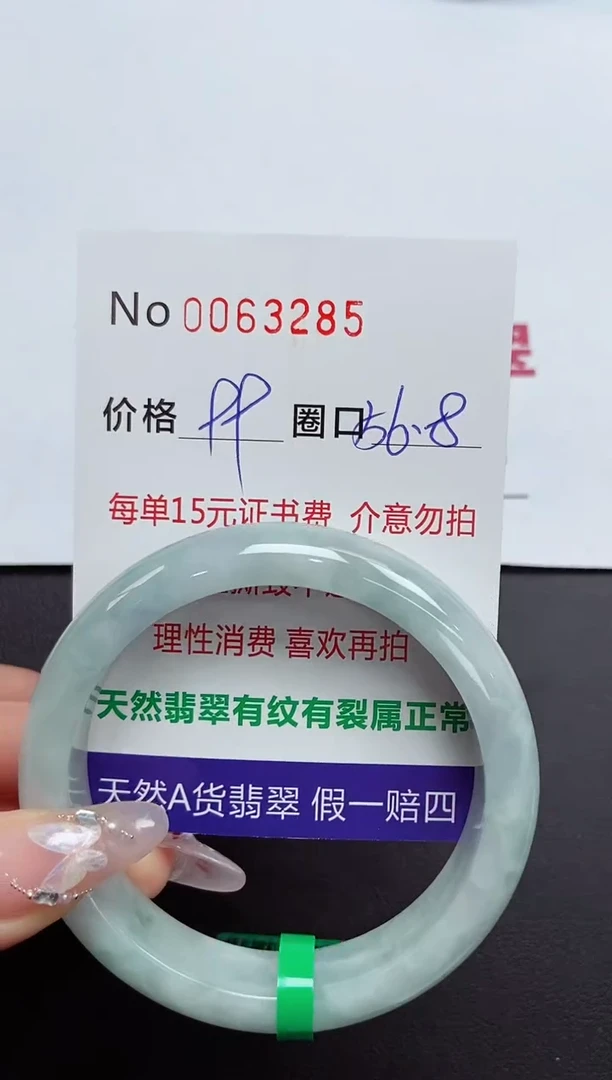 No 0063285
价格 圈口 56.8
每单15元证书费 介意勿拍
理性消费 喜欢再拍
天然翡翠有纹有裂属正常
天然A货翡翠 假一赔四